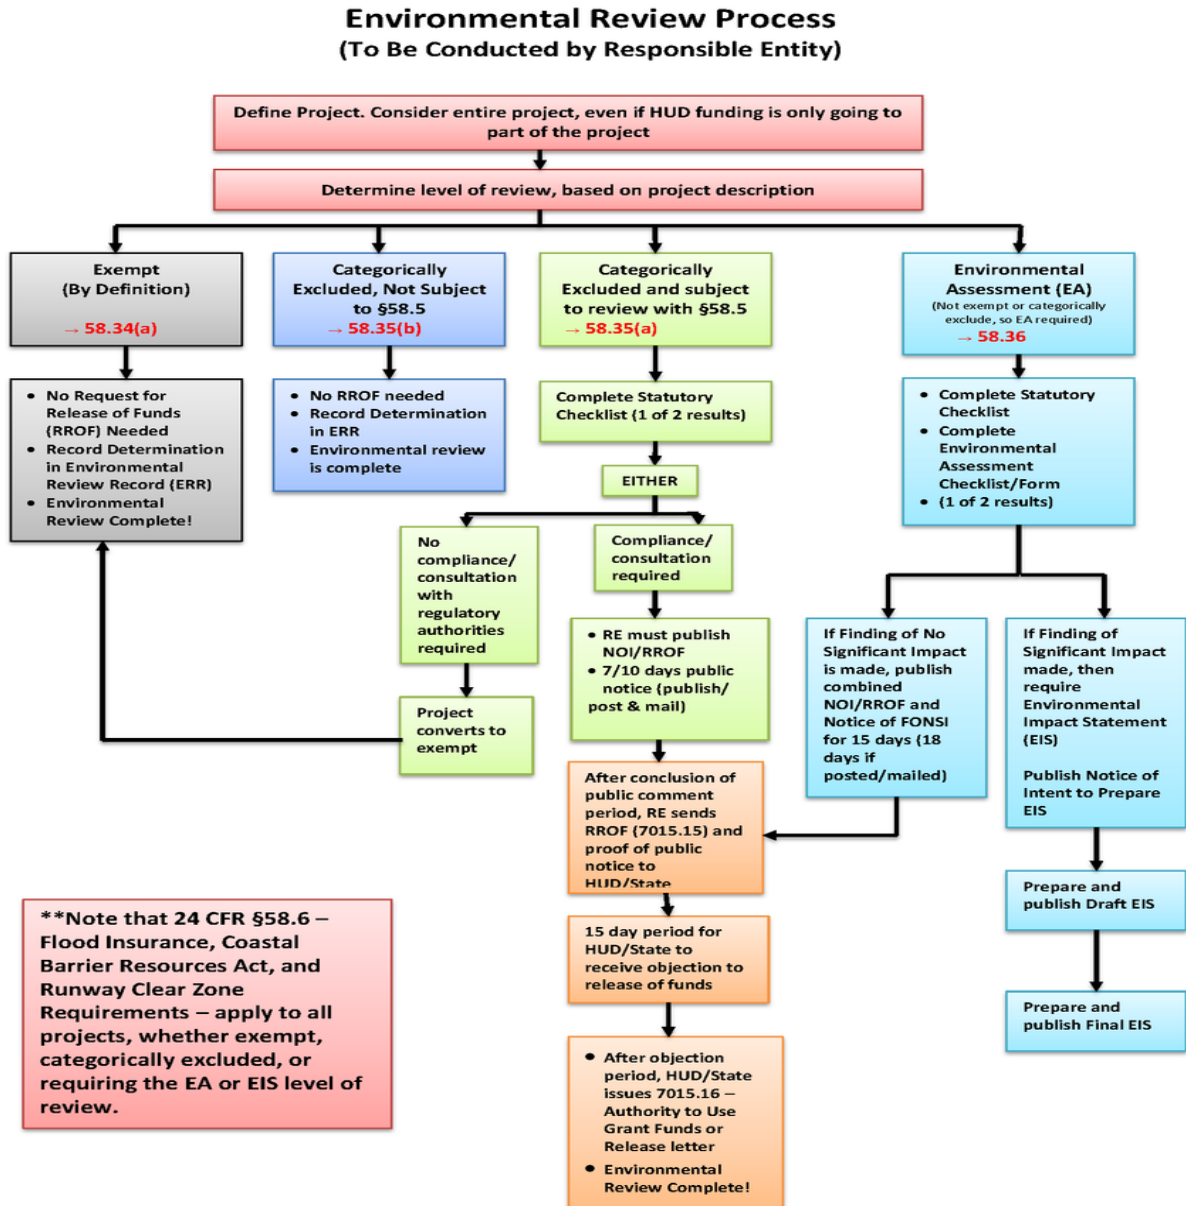 Environmental Review Process
(To Be Conducted by Responsible Entity)
Define Project. Consider entire project, even if HUD funding is only going to
part of the project
Determine level of review, based on project description
Exempt
(By Definition)
→ 58.34(a)
Categorically
Excluded, Not Subject
to §58.5
→ 58.35(b)
Categorically
Excluded and subject
to review with §58.5
→ 58.35(a)
Environmental
Assessment (EA)
(Not exempt or categorically
exclude, so EA required)
→ 58.36
• No Request for
Release of Funds
(RROF) Needed
• Record Determination
in Environmental
Review Record (ERR)
• Environmental
Review Complete!
• No RROF needed
• Record Determination
in ERR
• Environmental review
is complete
Complete Statutory
Checklist (1 of 2 results)
• Complete Statutory
Checklist
• Complete
Environmental
Assessment
Checklist/Form
• (1 of 2 results)
EITHER
No
compliance/
consultation
with
regulatory
authorities
required
Compliance/
consultation
required
Project
converts to
exempt
• RE must publish
NOI/RROF
• 7/10 days public
notice (publish/
post & mail)
If Finding of No
Significant Impact
is made, publish
combined
NOI/RROF and
Notice of FONSI
for 15 days (18
days if
posted/mailed)
If Finding of
Significant Impact
made, then
require
Environmental
Impact Statement
(EIS)
Publish Notice of
Intent to Prepare
EIS
After conclusion of
public comment
period, RE sends
RROF (7015.15) and
proof of public
notice to
HUD/State
Prepare and
publish Draft EIS
15 day period for
HUD/State to
receive objection to
release of funds
Prepare and
publish Final EIS
• After objection
period, HUD/State
issues 7015.16 –
Authority to Use
Grant Funds or
Release letter
• Environmental
Review Complete!
**Note that 24 CFR §58.6 –
Flood Insurance, Coastal
Barrier Resources Act, and
Runway Clear Zone
Requirements – apply to all
projects, whether exempt,
categorically excluded, or
requiring the EA or EIS level of
review.